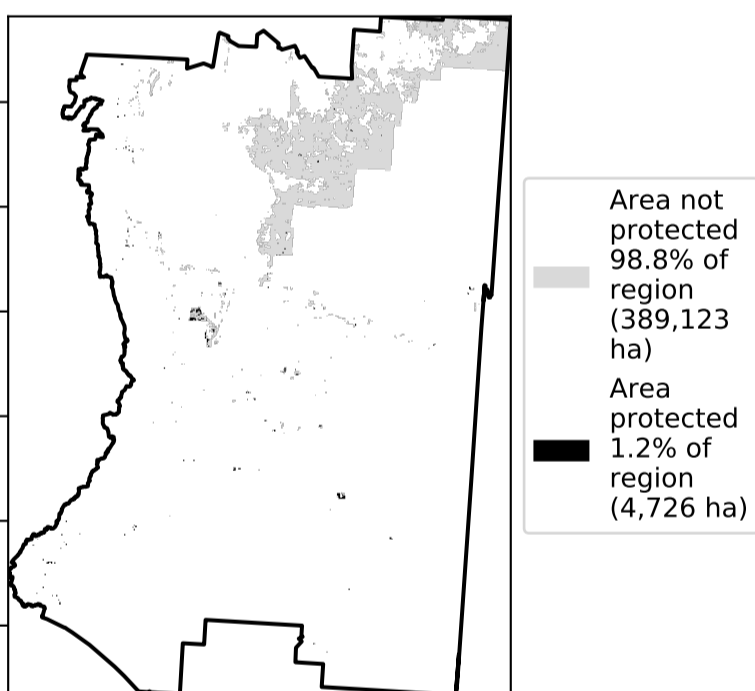 Area not
protected
98.8% of
region
(389,123
ha)
Area
protected
1.2% of
region
(4,726 ha)